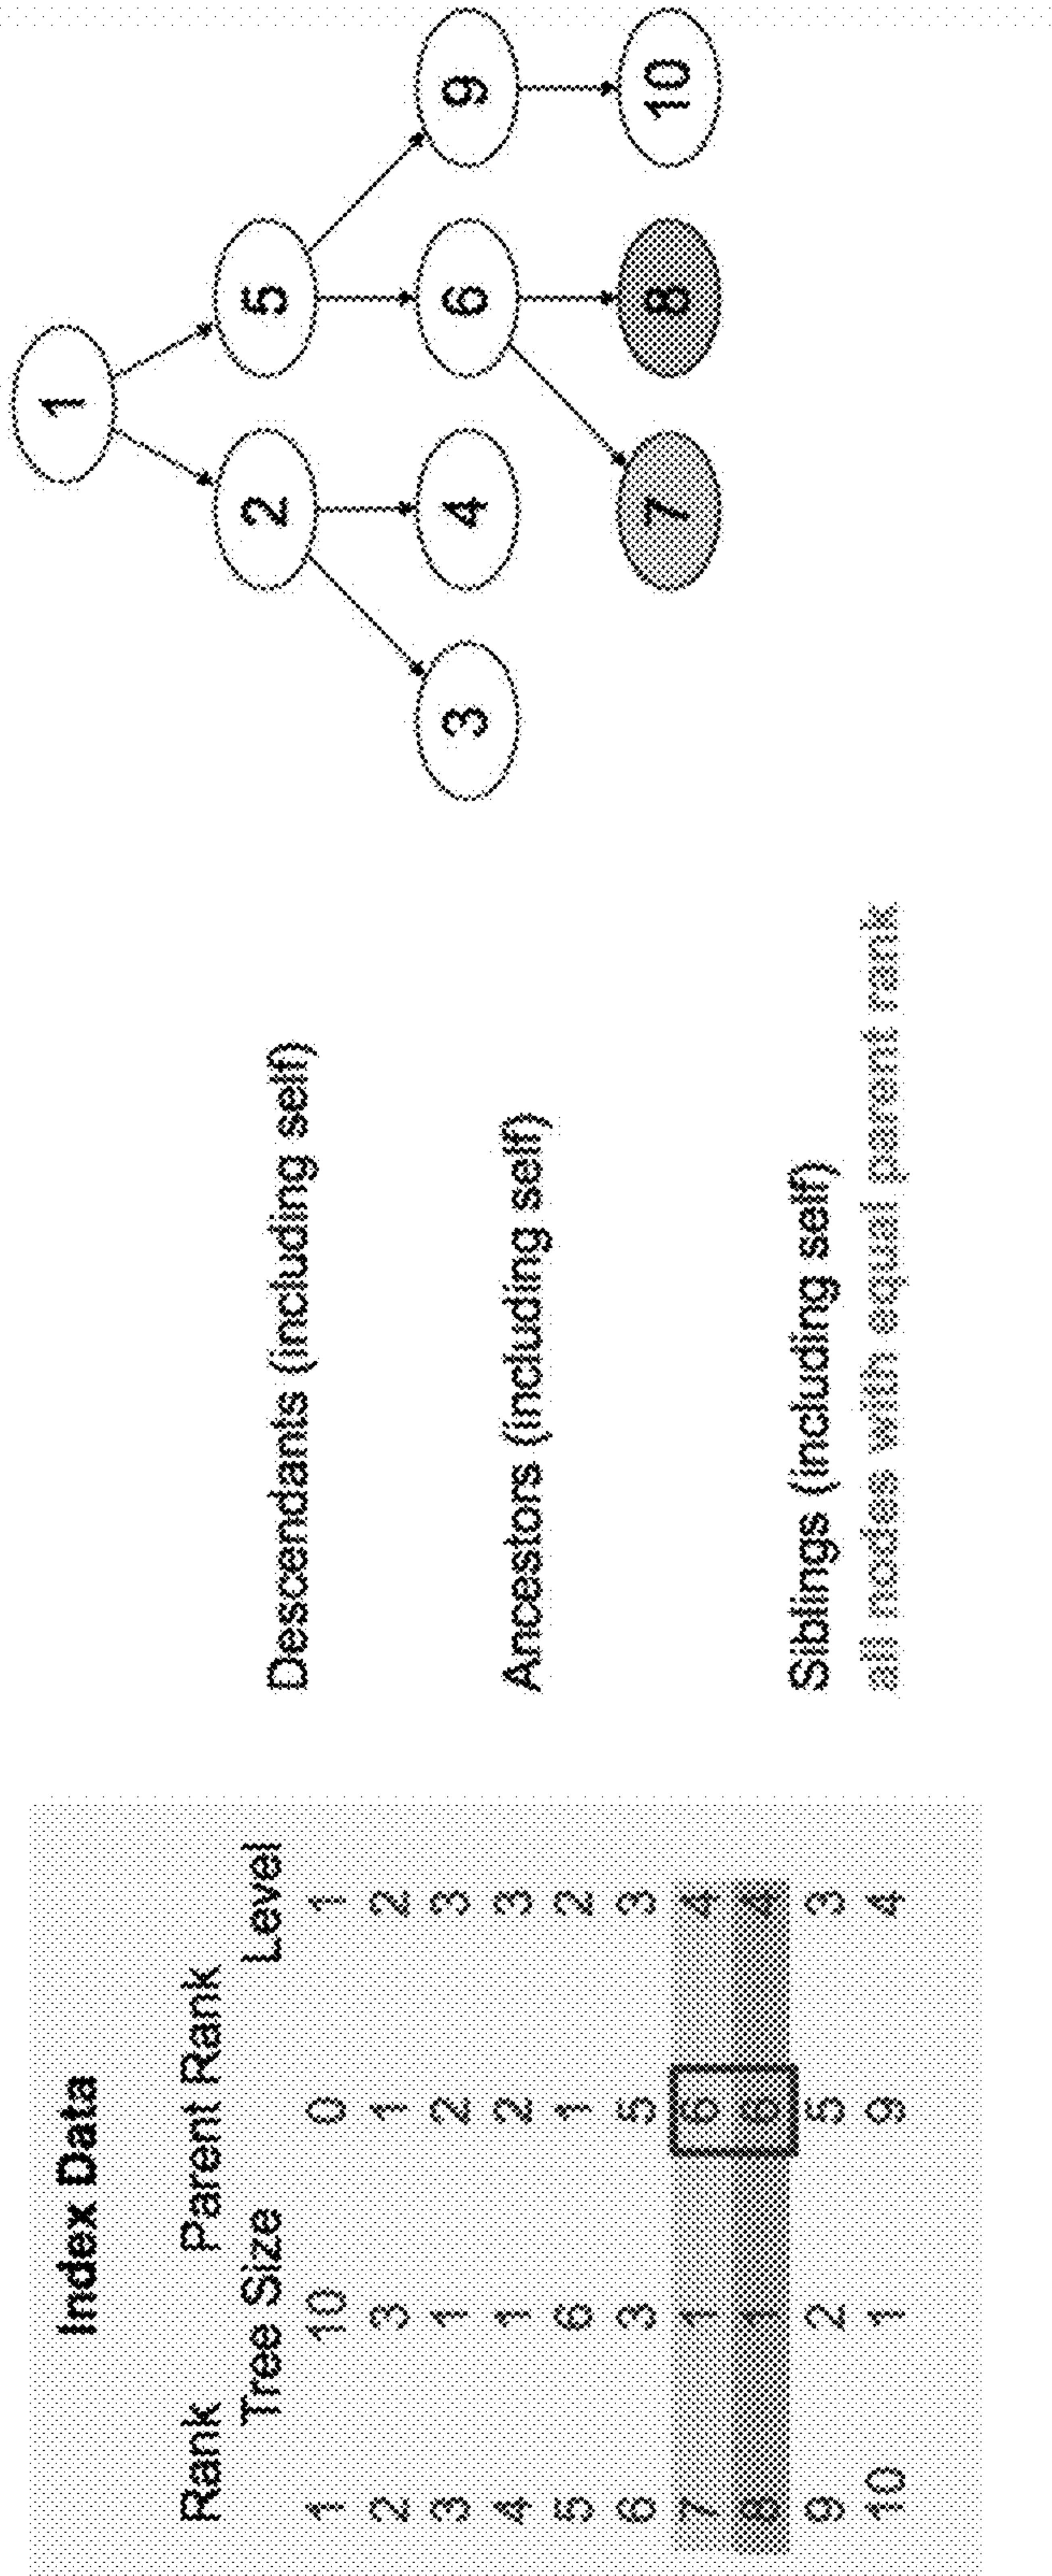 Index Data
Rank Parent Rank
Tree Size Level
1 10 0 1
2 3 1 2
3 1 2 3
4 1 2 3
5 6 1 2
6 3 5 3
7 1 6 4
8 1 6 4
9 2 5 3
10 1 9 4
Descendants (including self)
Ancestors (including self)
Siblings (including self)
all nodes with equal parent rank
1
2 5
3 4 6 9
7 8 10